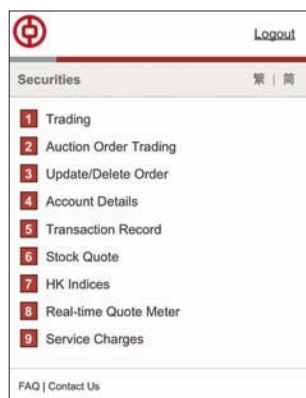 Logout
Securities 繁 | 简
1 Trading
2 Auction Order Trading
3 Update/Delete Order
4 Account Details
5 Transaction Record
6 Stock Quote
7 HK Indices
8 Real-time Quote Meter
9 Service Charges
FAQ | Contact Us